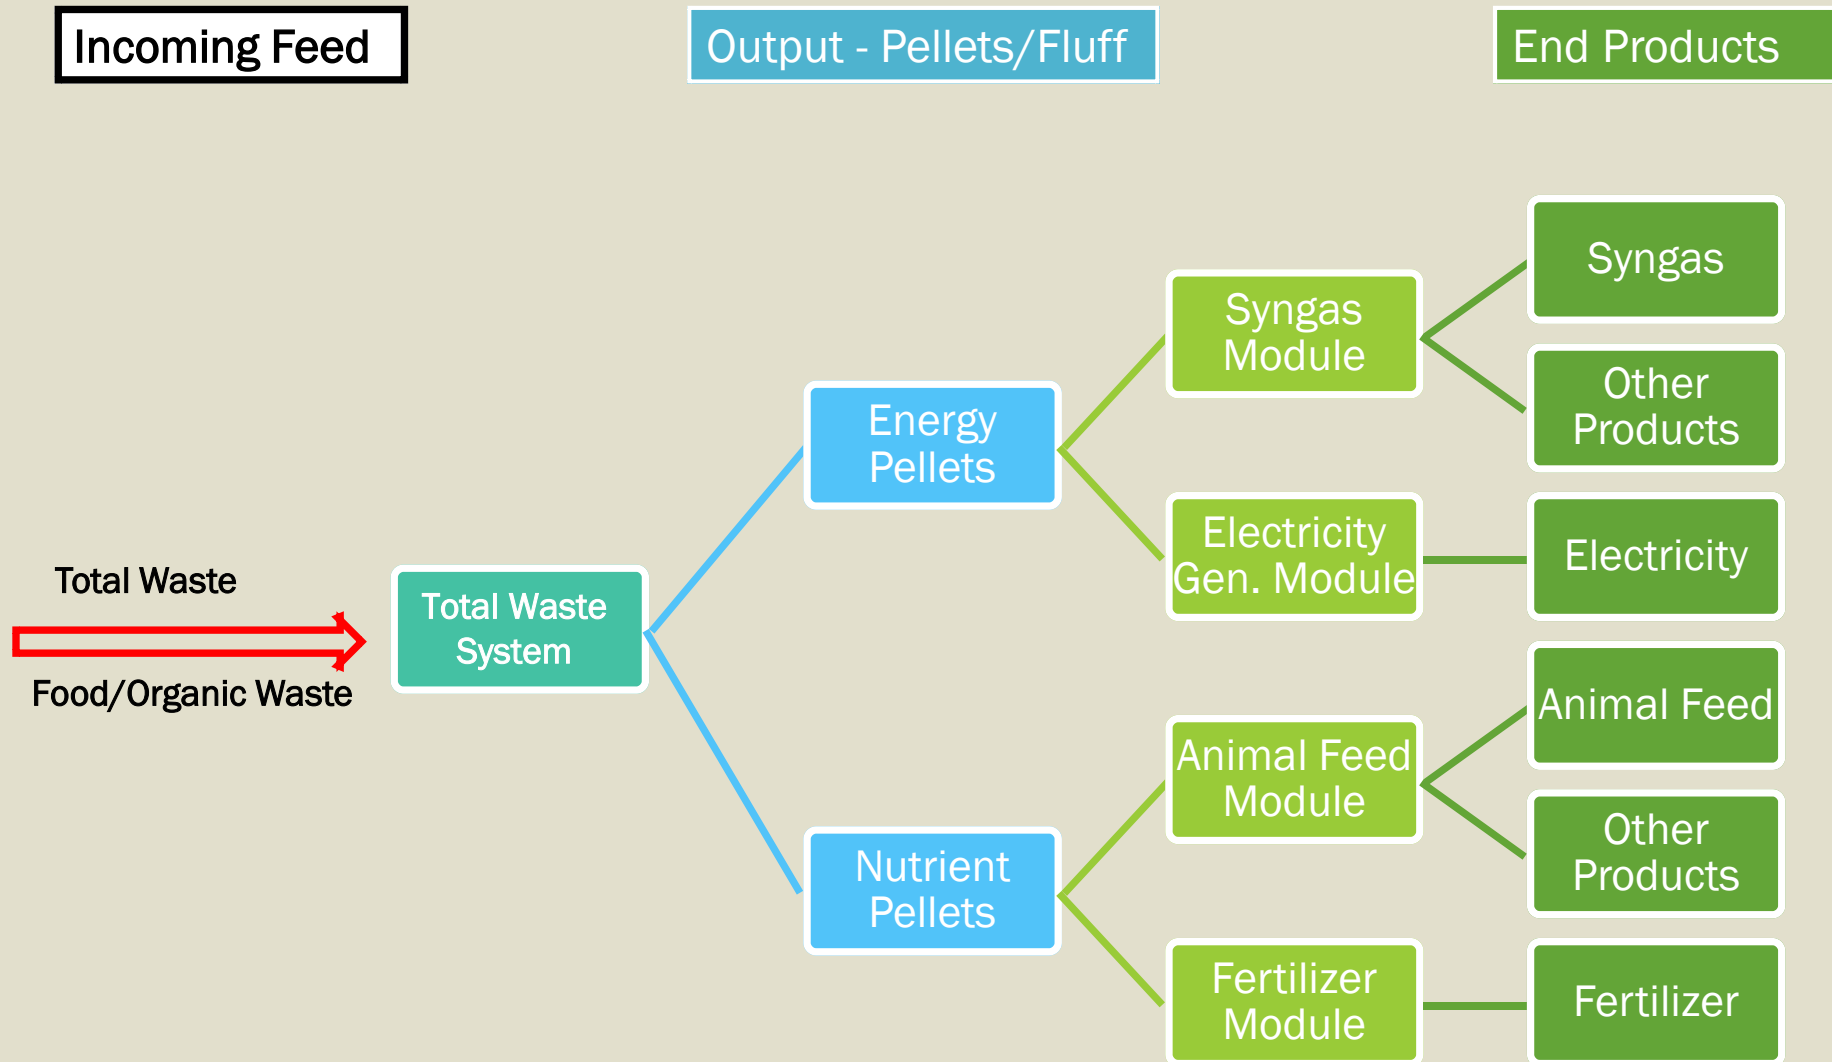 Incoming Feed
Output - Pellets/Fluff
End Products
Total Waste
Food/Organic Waste
Total Waste
System
Energy
Pellets
Nutrient
Pellets
Syngas
Module
Electricity
Gen. Module
Animal Feed
Module
Fertilizer
Module
Syngas
Other
Products
Electricity
Animal Feed
Other
Products
Fertilizer